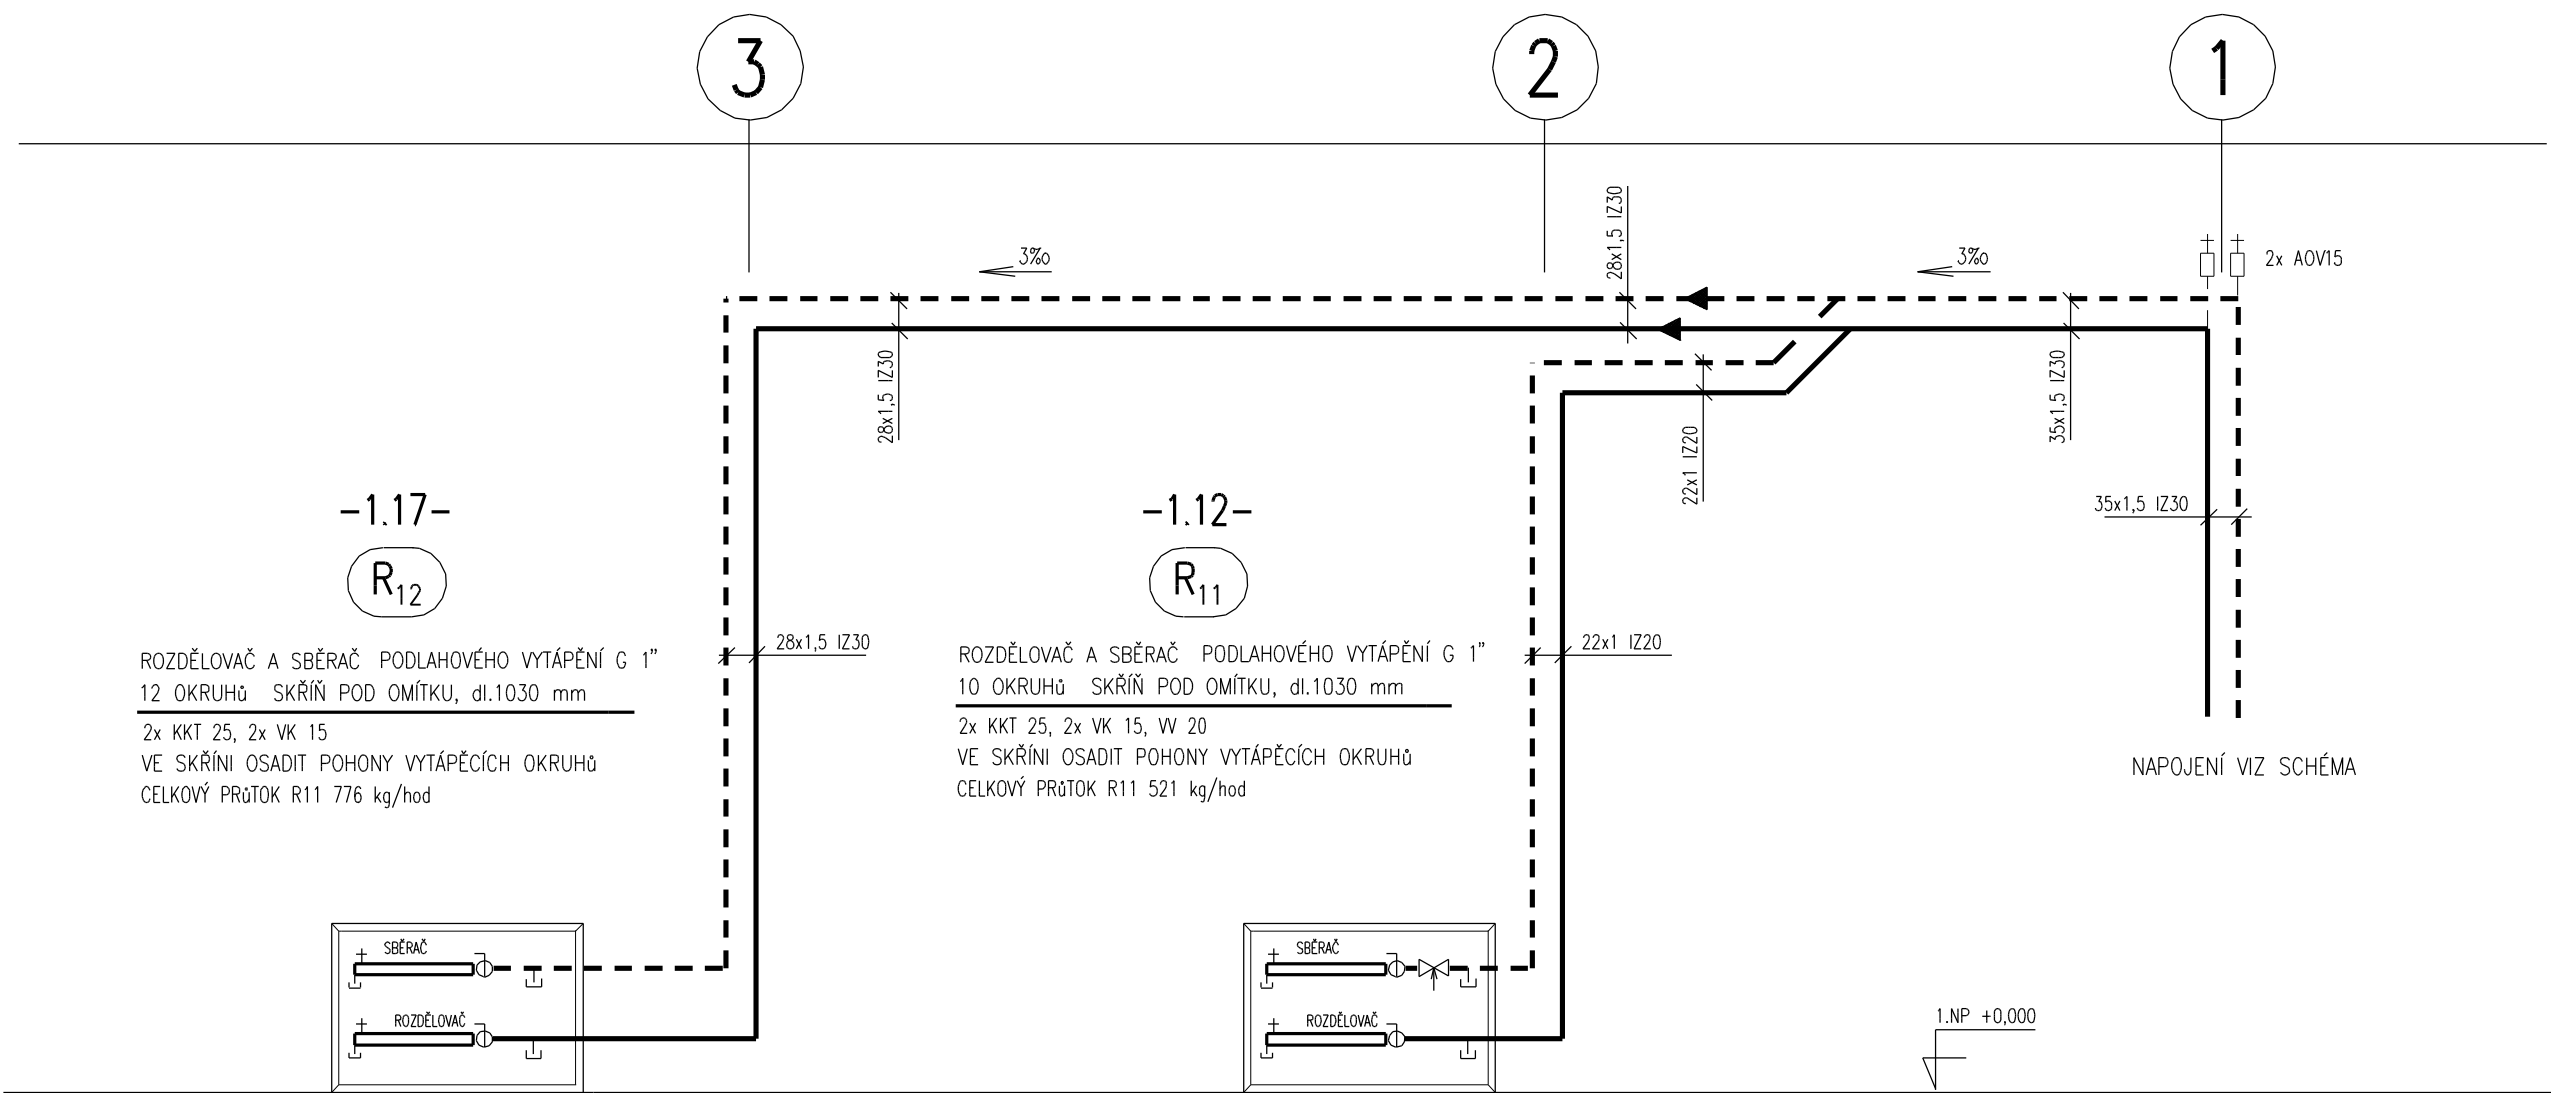 3
2
1
28x1,5 IZ30
3%o
3%o
2x AOV15
28x1,5 IZ30
22x1 IZ20
35x1,5 IZ30
35x1,5 IZ30
-1.17-
R12
ROZDĚLOVAČ A SBĚRAČ PODLAHOVÉHO VYTÁPĚNÍ G 1"
12 OKRUHů SKŘÍŇ POD OMÍTKU, dl.1030 mm
2x KKT 25, 2x VK 15
VE SKŘÍNI OSADIT POHONY VYTÁPĚCÍCH OKRUHů
CELKOVÝ PRůTOK R11 776 kg/hod
28x1,5 IZ30
-1.12-
R11
ROZDĚLOVAČ A SBĚRAČ PODLAHOVÉHO VYTÁPĚNÍ G 1"
10 OKRUHů SKŘÍŇ POD OMÍTKU, dl.1030 mm
2x KKT 25, 2x VK 15, VV 20
VE SKŘÍNI OSADIT POHONY VYTÁPĚCÍCH OKRUHů
CELKOVÝ PRůTOK R11 521 kg/hod
22x1 IZ20
NAPOJENÍ VIZ SCHÉMA
SBĚRAČ
ROZDĚLOVAČ
SBĚRAČ
ROZDĚLOVAČ
1.NP +0,000